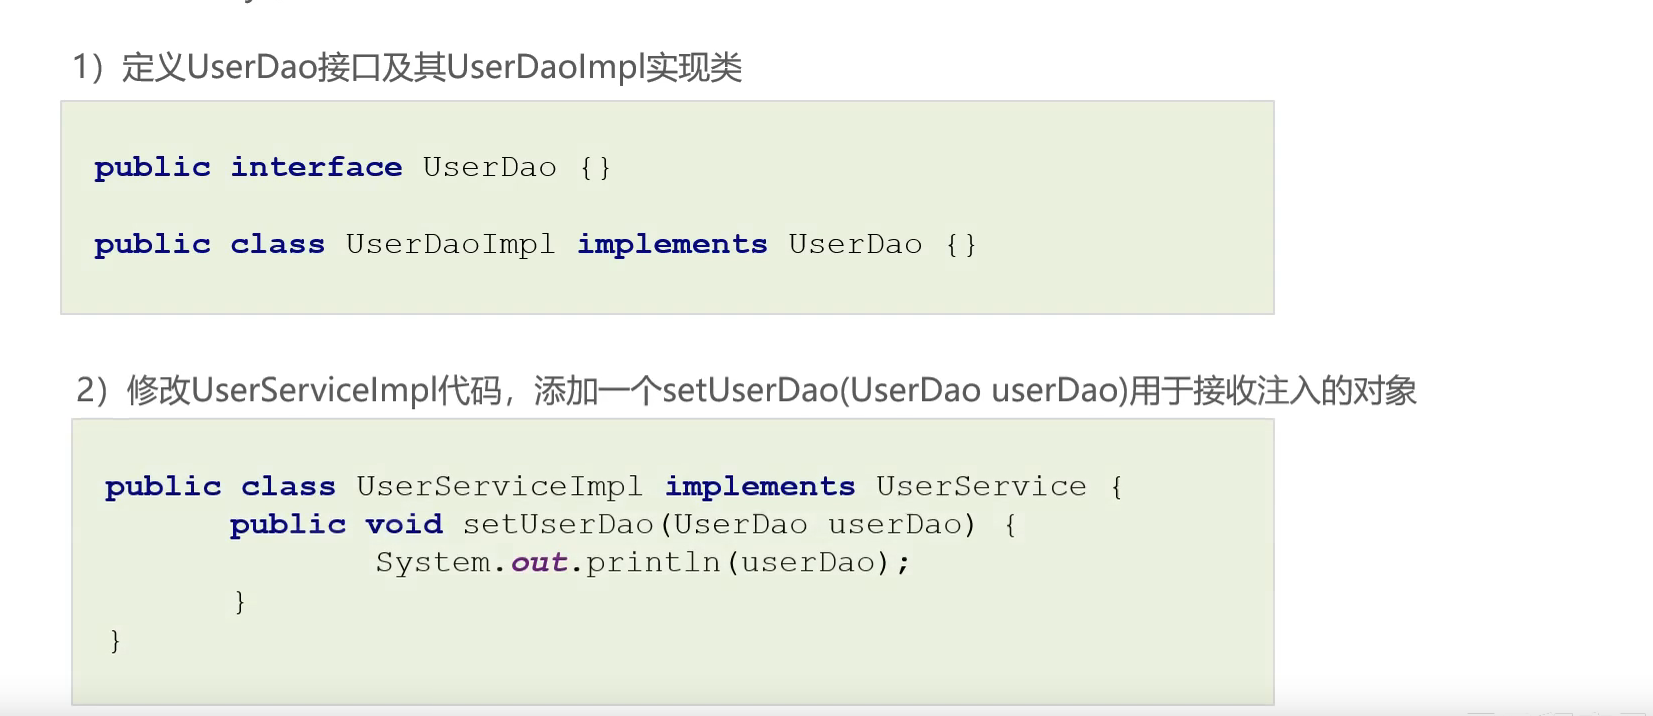 1）定义UserDao接口及其UserDaoImpl实现类
public interface UserDao {}
public class UserDaoImpl implements UserDao {}
2）修改UserServiceImpl代码，添加一个setUserDao(UserDao userDao)用于接收注入的对象
public class UserServiceImpl implements UserService {
public void setUserDao(UserDao userDao) {
System.out.println(userDao);
}
}